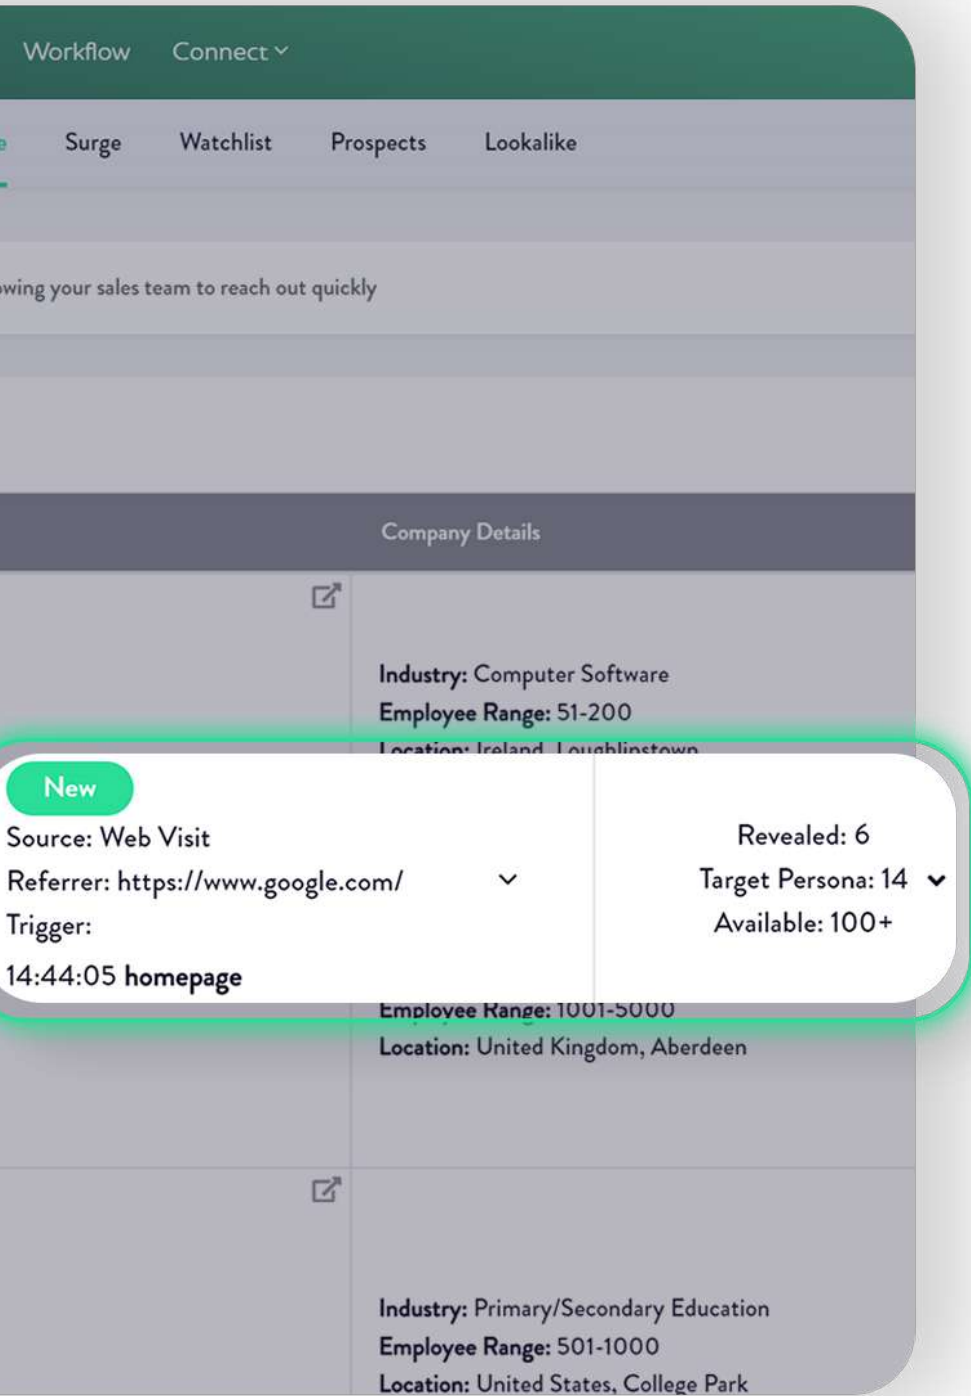 Workflow Connect
Surge Watchlist Prospects Lookalike
your sales team to reach out quickly
Company Details
Industry: Computer Software
Employee Range: 51-200
Location: Ireland, Loughlinstown
New
Source: Web Visit
Referrer: https://www.google.com/
Trigger:
14:44:05 homepage
Revealed: 6
Target Persona: 14
Available: 100+
Employee Range: 1001-5000
Location: United Kingdom, Aberdeen
Industry: Primary/Secondary Education
Employee Range: 501-1000
Location: United States, College Park